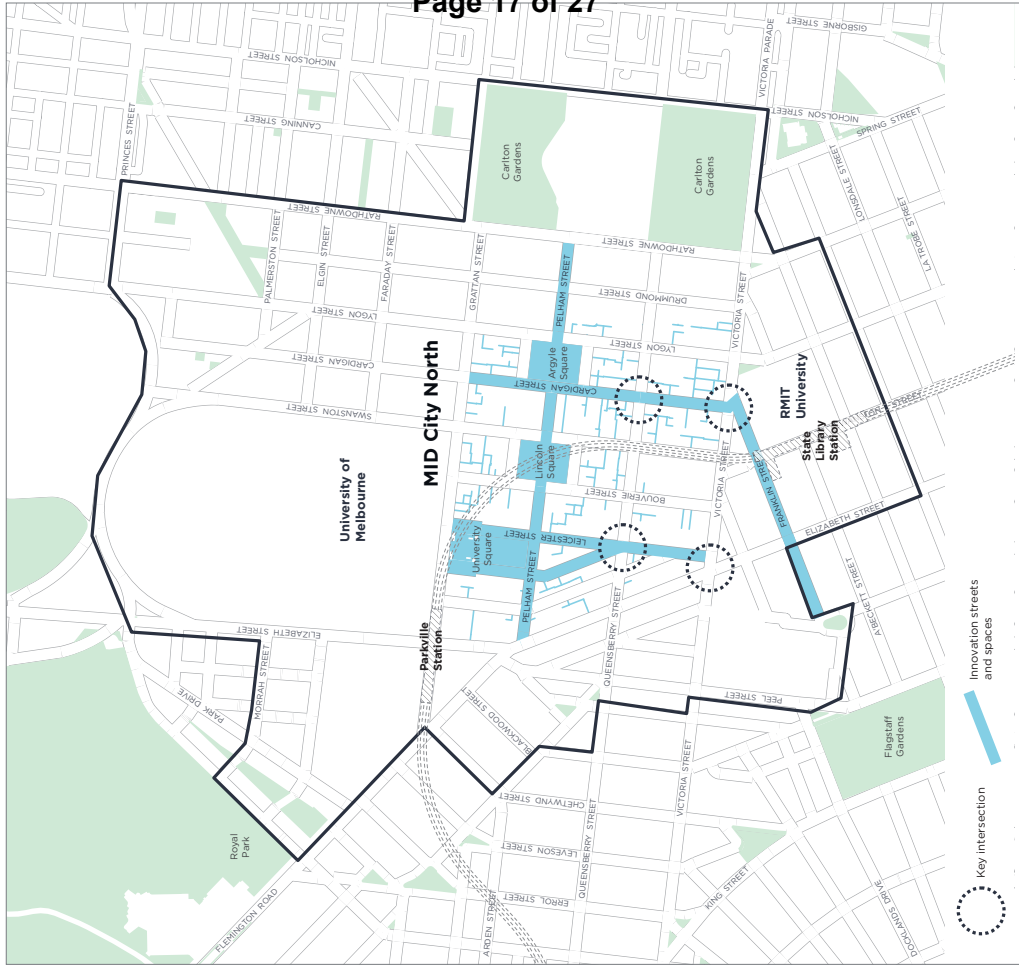 Page 17 of 27
GISBORNE STREET
NICHOLSON STREET
VICTORIA PARADE
CANNING STREET
PRINCES STREET
NICHOLSON STREET
SPRING STREET
Carlton
Gardens
Carlton
Gardens
LONSDALE STREET
LA TROBE STREET
RATHDOWNE STREET
RATHDOWNE STREET
PALMERSTON STREET
ELGIN STREET
FARADAY STREET
GRATTAN STREET
PELHAM STREET
DRUMMOND STREET
VICTORIA STREET
LYGON STREET
LYGON STREET
CARDIGAN STREET
Argyle
Square
CARDIGAN STREET
MID City North
SWANSTON STREET
RMIT
University
State
Library
Station
Lincoln
Square
University of
Melbourne
BOUVERIE STREET
VICTORIA STREET
FRANKLIN STREET
ELIZABETH STREET
University
Square
LEICESTER STREET
PELHAM STREET
QUEENSBERRY STREET
A'BECKETT STREET
ELIZABETH STREET
Parkville
Station
MORRAH STREET
PARK DRIVE
BLACKWOOD STREET
PEEL STREET
Flagstaff
Gardens
VICTORIA STREET
CHETWYND STREET
QUEENSBERRY STREET
LEVESON STREET
Royal
Park
ERROL STREET
KING STREET
FLEMINGTON ROAD
ARDEN STREET
DOCKLANDS DRIVE
Key intersection
Innovation streets
and spaces